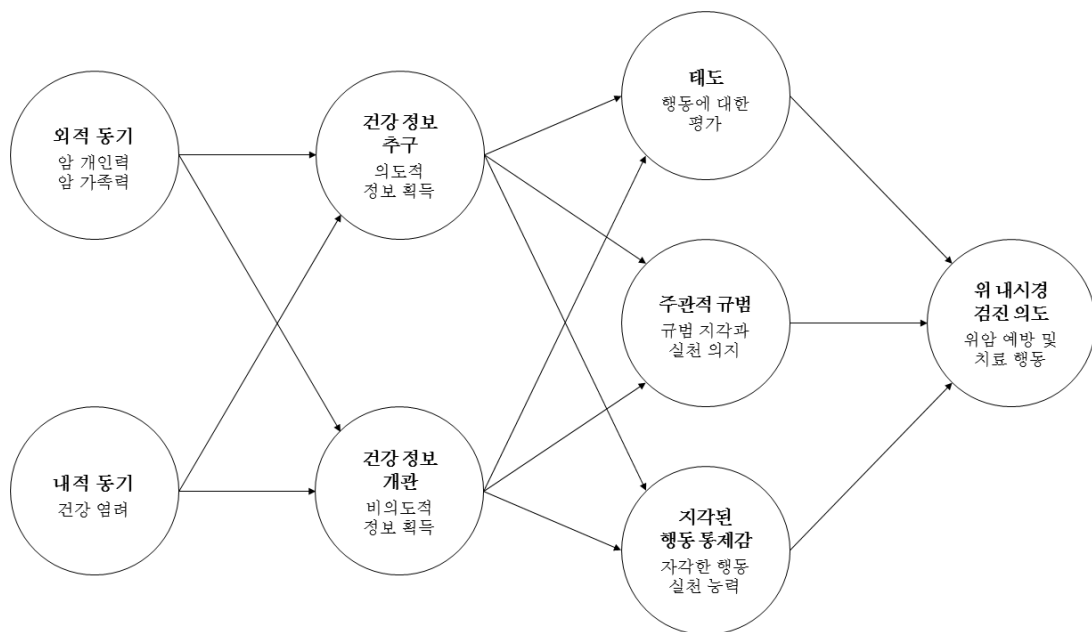 외적 동기
암 개인력
암 가족력
내적 동기
건강 염려
건강 정보
추구
의도적
정보 획득
건강 정보
개관
비의도적
정보 획득
태도
행동에 대한
평가
주관적 규범
규범 지각과
실천 의지
지각된
행동 통제감
자각한 행동
실천 능력
위 내시경
검진 의도
위암 예방 및
치료 행동